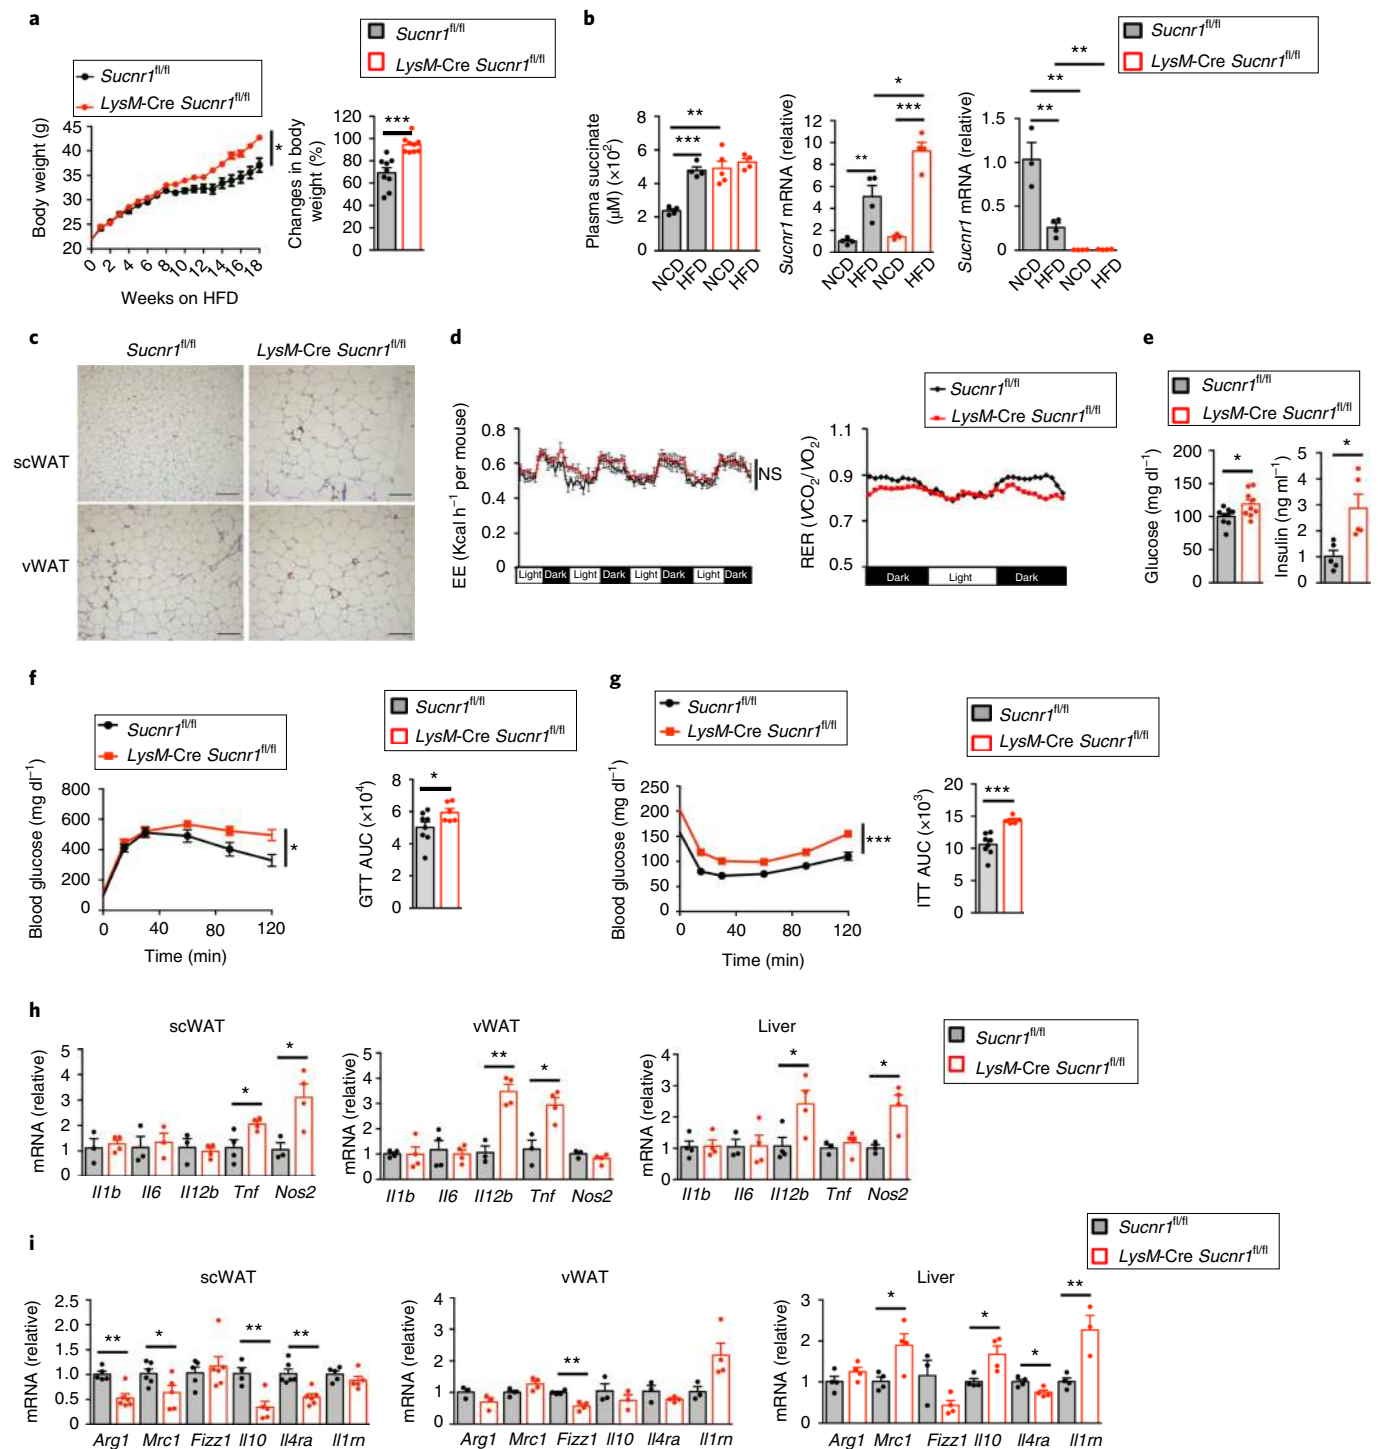 a
Sucnr1fl/fl
LysM-Cre Sucnr1fl/fl
Sucnr1fl/fl
LysM-Cre Sucnr1fl/fl
Body weight (g)
45
40
35
30
25
20
0 2 4 6 8 10 12 14 16 18
Weeks on HFD
*
Changes in body weight (%)
120
100
80
60
40
20
0
***
b
Sucnr1fl/fl
LysM-Cre Sucnr1fl/fl
Plasma succinate (μM) (×10²)
8
6
4
2
0
**
***
NCD HFD NCD HFD
Sucnr1 mRNA (relative)
12
10
8
6
4
2
0
*
***
**
NCD HFD NCD HFD
Sucnr1 mRNA (relative)
1.5
1.0
0.5
0
**
**
**
NCD HFD NCD HFD
c
Sucnr1fl/fl LysM-Cre Sucnr1fl/fl
scWAT
vWAT
d
Sucnr1fl/fl
LysM-Cre Sucnr1fl/fl
EE (Kcal h−1 per mouse)
0.8
0.6
0.4
0.2
0
NS
Light Dark Light Dark Light Dark Light Dark
RER (VCO2/VO2)
1.1
0.9
0.7
0.5
Dark Light Dark
e
Sucnr1fl/fl
LysM-Cre Sucnr1fl/fl
Glucose (mg dl−1)
200
150
100
50
0
*
Insulin (ng ml−1)
5
4
3
2
1
0
*
f
Sucnr1fl/fl
LysM-Cre Sucnr1fl/fl
Sucnr1fl/fl
LysM-Cre Sucnr1fl/fl
Blood glucose (mg dl−1)
800
600
400
200
0
0 40 80 120
Time (min)
*
GTT AUC (×10⁴)
8
6
4
2
0
*
g
Sucnr1fl/fl
LysM-Cre Sucnr1fl/fl
Sucnr1fl/fl
LysM-Cre Sucnr1fl/fl
Blood glucose (mg dl−1)
250
200
150
100
50
0
0 40 80 120
Time (min)
***
ITT AUC (×10³)
20
15
10
5
0
***
h
Sucnr1fl/fl
LysM-Cre Sucnr1fl/fl
scWAT
mRNA (relative)
5
4
3
2
1
0
* *
Il1b Il6 Il12b Tnf Nos2
vWAT
mRNA (relative)
5
4
3
2
1
0
** *
Il1b Il6 Il12b Tnf Nos2
Liver
mRNA (relative)
4
3
2
1
0
* *
Il1b Il6 Il12b Tnf Nos2
i
Sucnr1fl/fl
LysM-Cre Sucnr1fl/fl
scWAT
mRNA (relative)
2.5
2.0
1.5
1.0
0.5
0
** * ** **
Arg1 Mrc1 Fizz1 Il10 Il4ra Il1rn
vWAT
mRNA (relative)
4
3
2
1
0
**
Arg1 Mrc1 Fizz1 Il10 Il4ra Il1rn
Liver
mRNA (relative)
3
2
1
0
* * * **
Arg1 Mrc1 Fizz1 Il10 Il4ra Il1rn